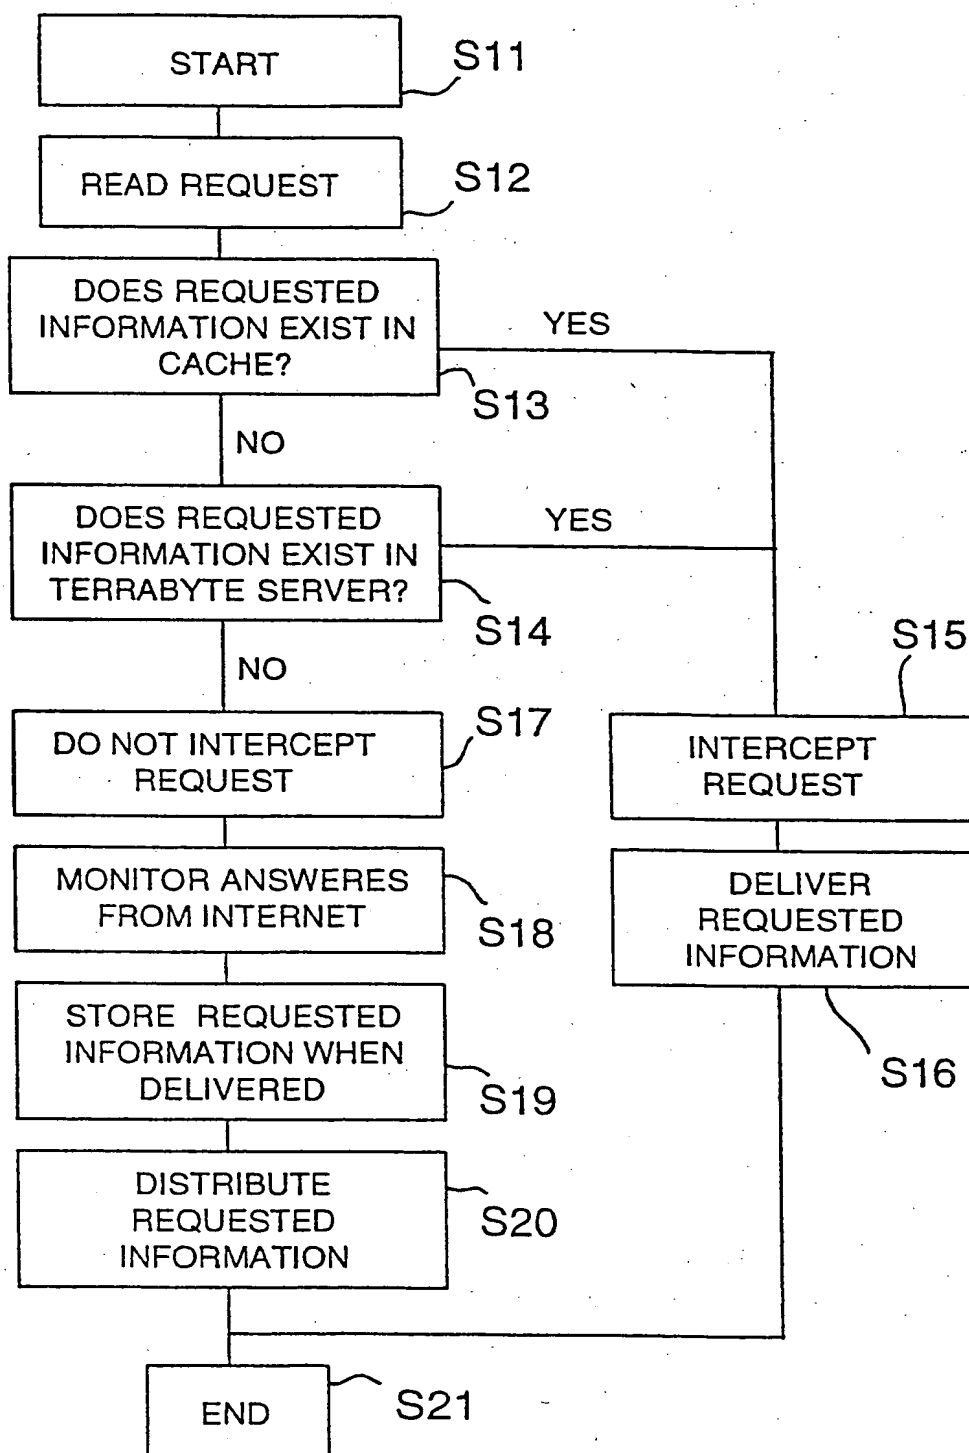 START
S11
READ REQUEST
S12
DOES REQUESTED
INFORMATION EXIST IN
CACHE?
YES
S13
NO
DOES REQUESTED
INFORMATION EXIST IN
TERRABYTE SERVER?
YES
S14
NO
S15
DO NOT INTERCEPT
REQUEST
S17
INTERCEPT
REQUEST
MONITOR ANSWERES
FROM INTERNET
S18
DELIVER
REQUESTED
INFORMATION
S16
STORE REQUESTED
INFORMATION WHEN
DELIVERED
S19
DISTRIBUTE
REQUESTED
INFORMATION
S20
END
S21